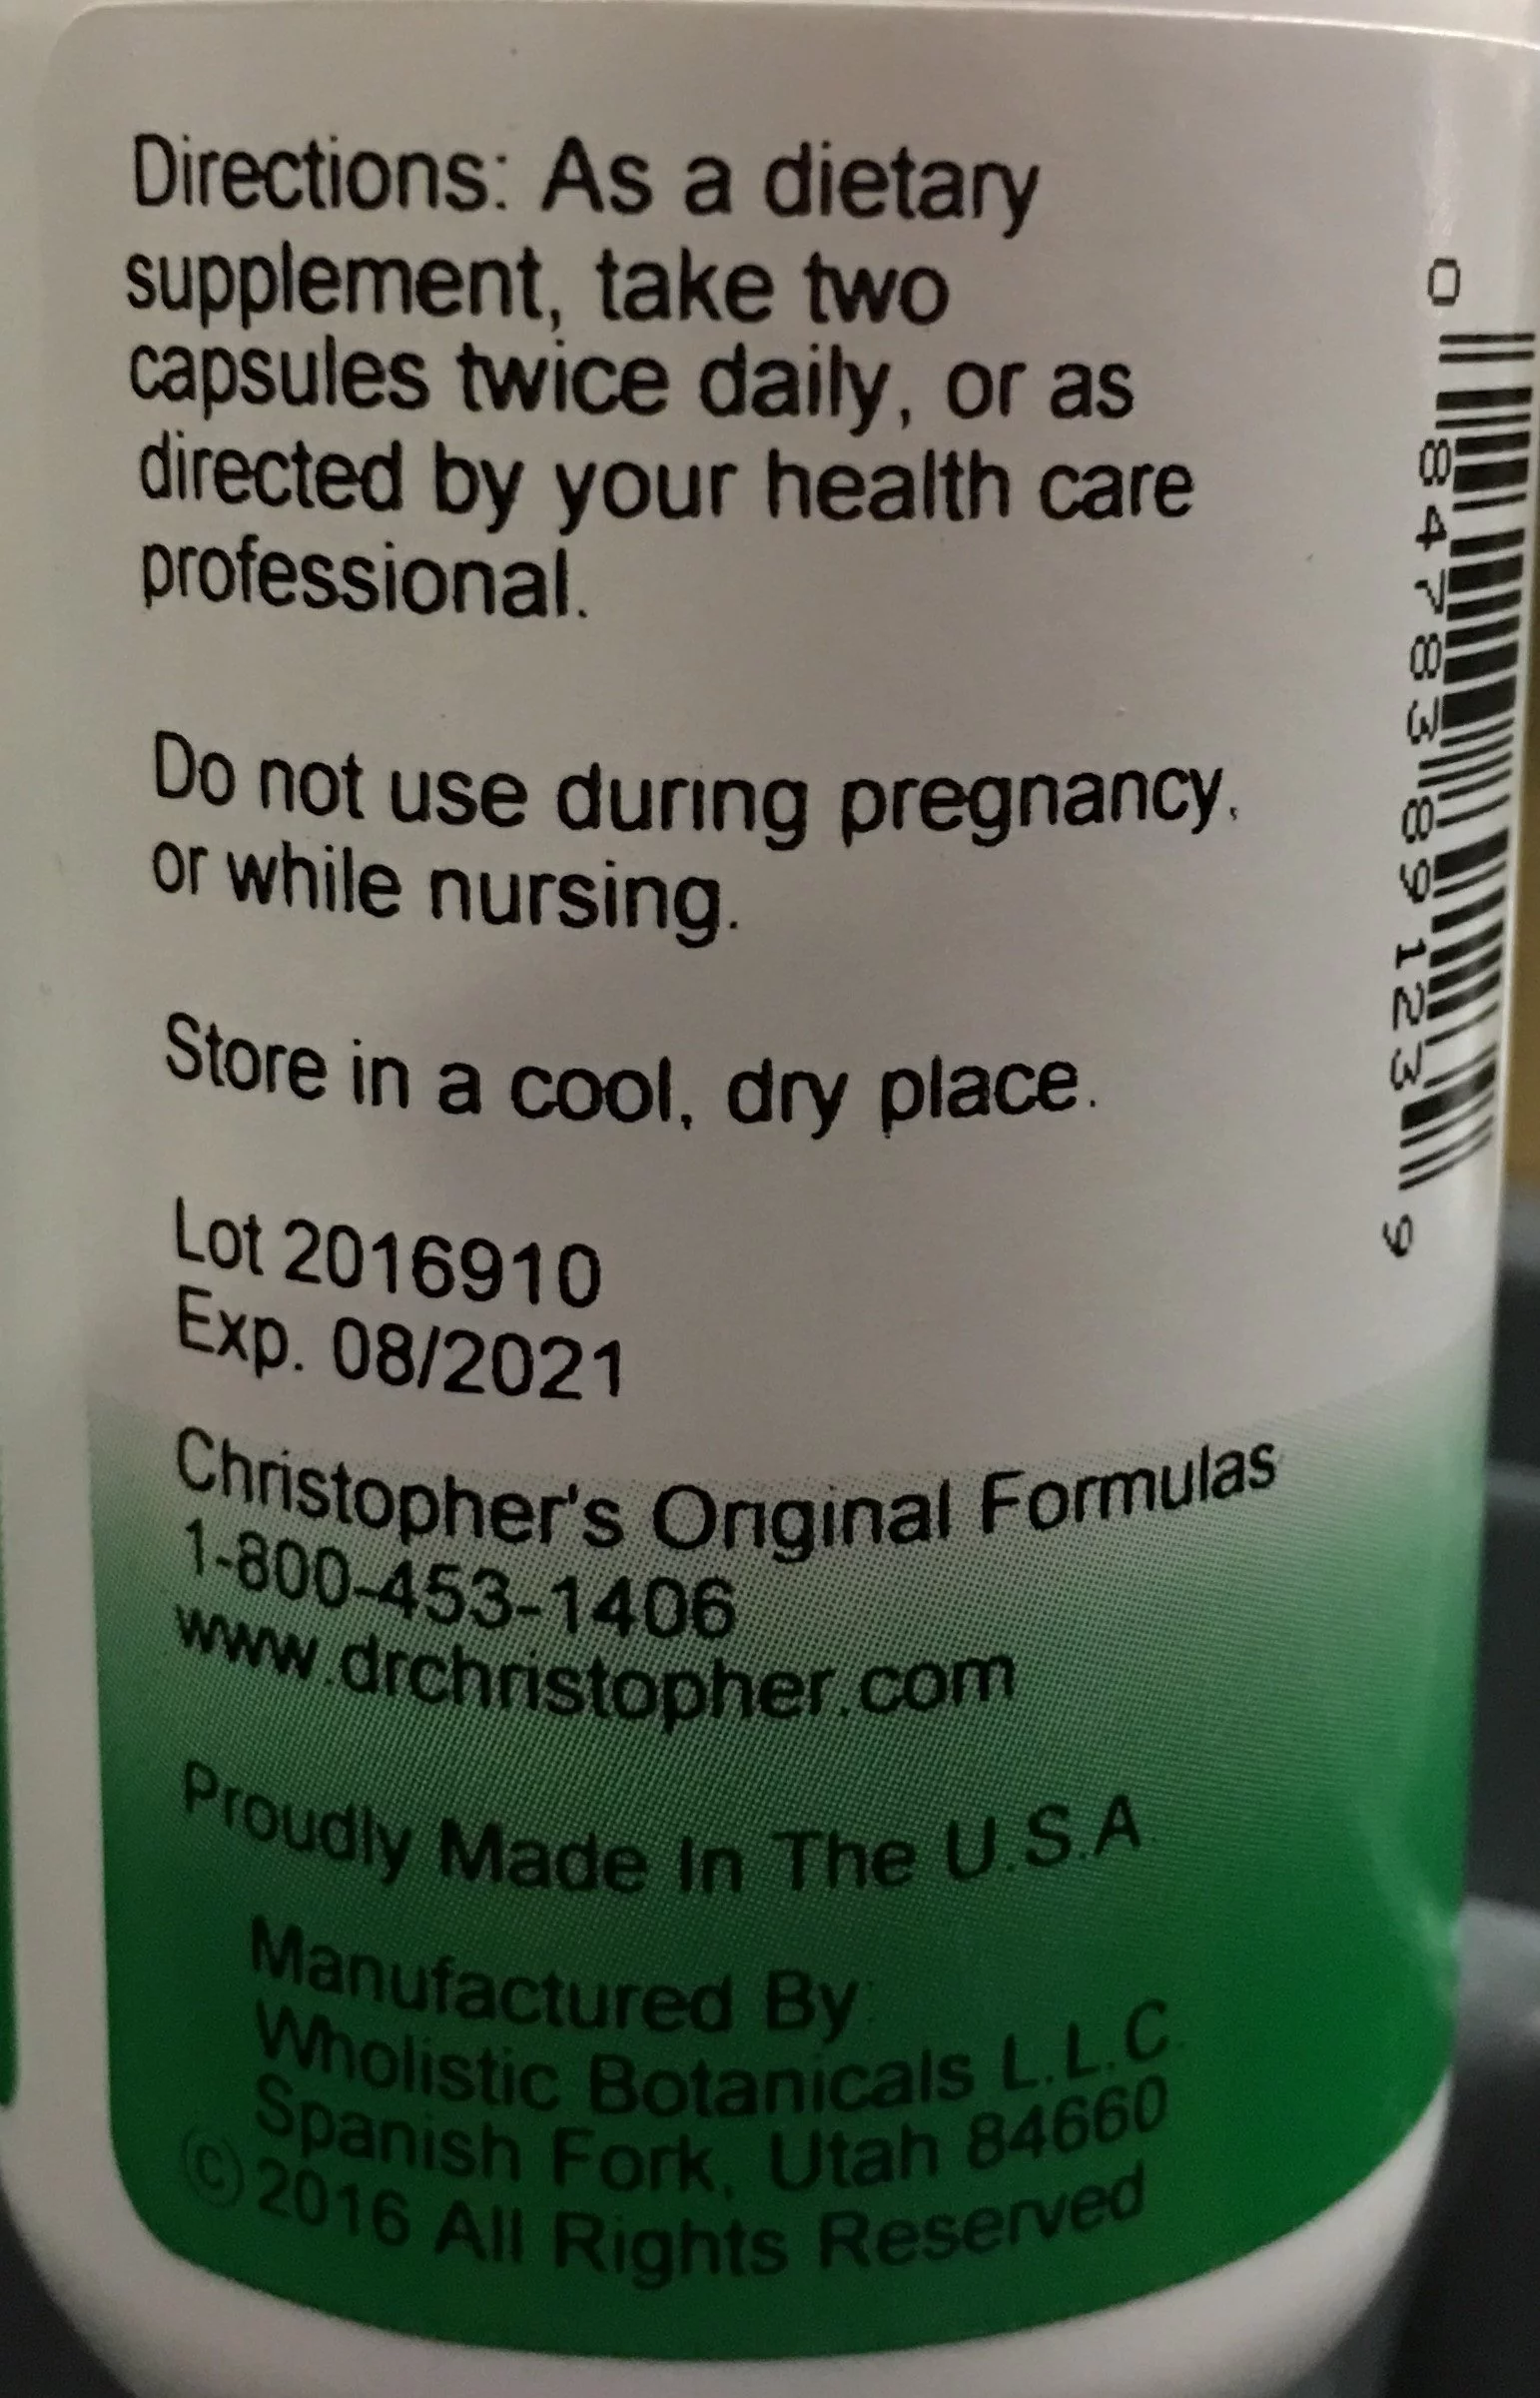 Directions: As a dietary
supplement, take two
capsules twice daily, or as
directed by your health care
professional.
Do not use during pregnancy,
or while nursing.
Store in a cool, dry place.
Lot 2016910
Exp. 08/2021
Christopher's Original Formulas
1-800-453-1406
www.drchristopher.com
Proudly Made In The U.S.A.
Manufactured By:
Wholistic Botanicals L.L.C.
Spanish Fork, Utah 84660
©2016 All Rights Reserved
0 84783 89123 9